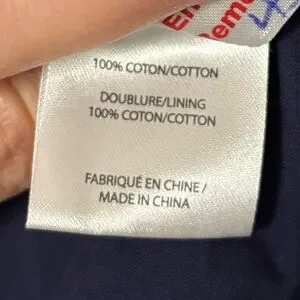 100% COTON/COTTON
DOUBLURE/LINING
100% COTON/COTTON
FABRIQUÉ EN CHINE /
MADE IN CHINA